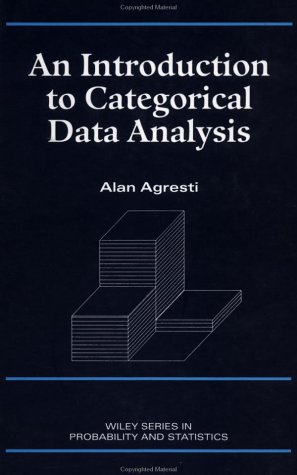 An Introduction
to Categorical
Data Analysis
Alan Agresti
WILEY SERIES IN
PROBABILITY AND STATISTICS